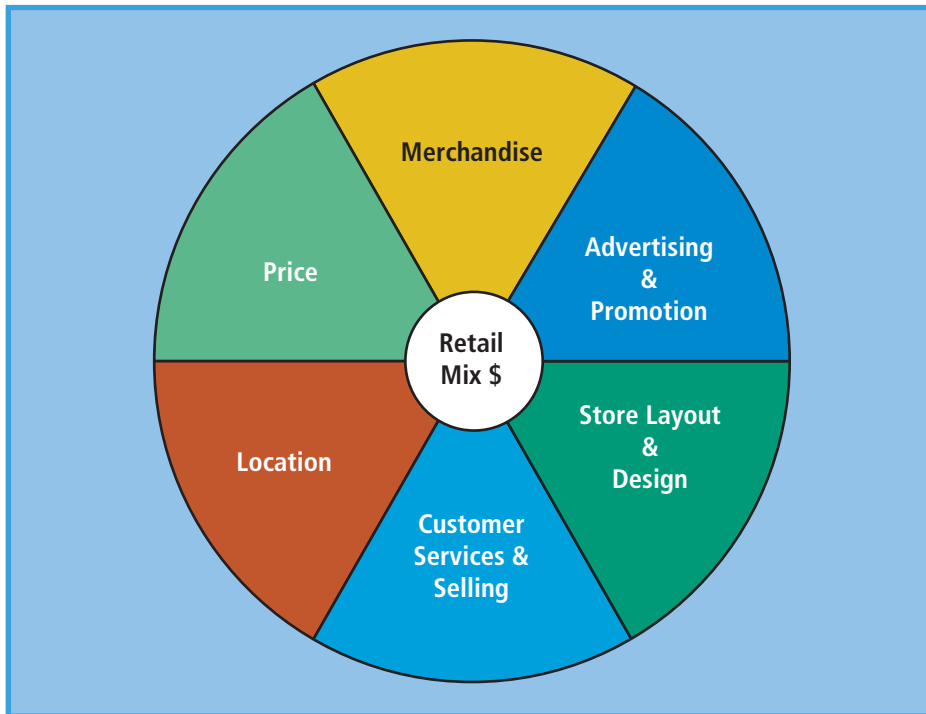 Merchandise
Advertising
&
Promotion
Price
Retail
Mix $
Store Layout
&
Design
Location
Customer
Services &
Selling